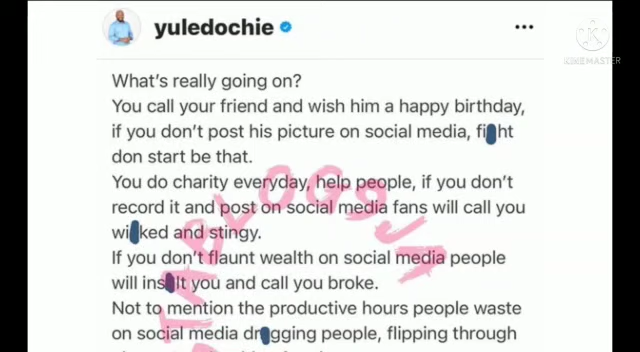 yuledochie
KINEMASTER
What's really going on?
You call your friend and wish him a happy birthday,
if you don't post his picture on social media, fight
don start be that.
You do charity everyday, help people, if you don't
record it and post on social media fans will call you
wicked and stingy.
If you don't flaunt wealth on social media people
will insult you and call you broke.
Not to mention the productive hours people waste
on social media dragging people, flipping through